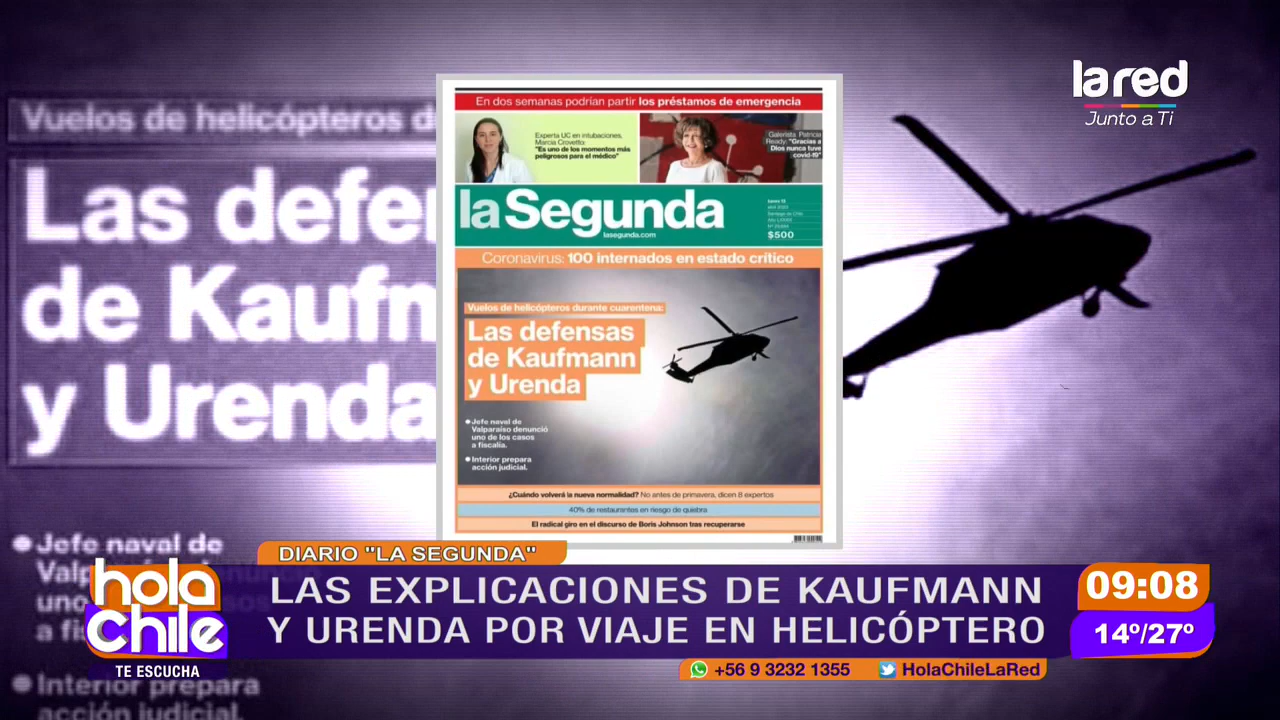 Vuelos de helicópteros d
Las defen
de Kaufm
y Urenda
Jefe naval de
Valp
uno
a fis
Interior prepara
acción judicial.
En dos semanas podrían partir los préstamos de emergencia
Experta UC en intubaciones,
Marcia Crovetto:
"Es uno de los momentos más
peligrosos para el médico"
Galerista Patricia
Ready: "Gracias a
Dios nunca tuve
covid-19"
la Segunda
lasegunda.com
Santiago de Chile
$500
Coronavirus: 100 internados en estado crítico
Vuelos de helicópteros durante cuarentena:
Las defensas
de Kaufmann
y Urenda
Jefe naval de
Valparaíso denunció
uno de los casos
a fiscalía.
Interior prepara
acción judicial.
¿Cuándo volverá la nueva normalidad? No antes de primavera, dicen 8 expertos
40% de restaurantes en riesgo de quiebra
El radical giro en el discurso de Boris Johnson tras recuperarse
la red
Junto a Ti
DIARIO "LA SEGUNDA"
LAS EXPLICACIONES DE KAUFMANN
Y URENDA POR VIAJE EN HELICÓPTERO
hola
chile
TE ESCUCHA
09:08
14º/27º
+56 9 3232 1355
HolaChileLaRed